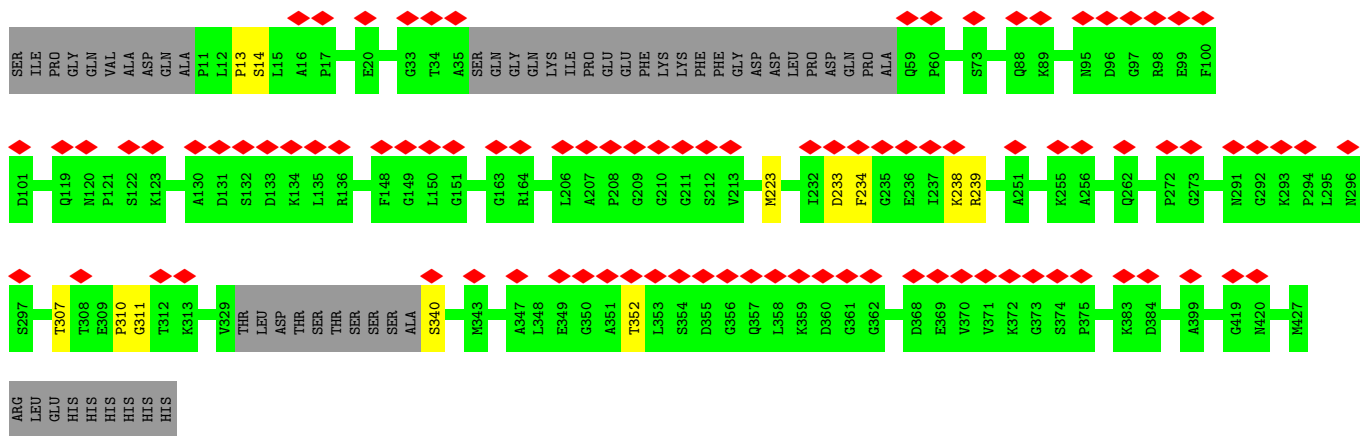 SER ILE PRO GLY GLN VAL ALA ASP GLN ALA P11 L12 P13 S14 L15 A16 P17 E20 G33 T34 A35 SER GLN GLY GLN LYS ILE PRO GLU GLU PHE LYS LYS PHE PHE GLY ASP ASP LEU PRO ASP GLN PRO ALA Q59 P60 S73 Q88 K89 N95 D96 G97 R98 E99 F100
D101 Q119 N120 P121 S122 K123 A130 D131 S132 D133 K134 L135 R136 F148 G149 L150 G151 G163 R164 L206 A207 P208 G209 G210 G211 S212 V213 M223 I232 D233 F234 G235 E236 I237 K238 R239 A251 K255 A256 Q262 P272 G273 N291 G292 K293 P294 L295 N296
S297 T307 T308 E309 P310 G311 T312 K313 V329 THR LEU ASP THR SER THR SER SER SER ALA S340 M343 A347 L348 E349 G350 A351 T352 L353 S354 D355 G356 Q357 L358 K359 D360 G361 G362 D368 E369 V370 V371 K372 G373 S374 P375 K383 D384 A399 G419 N420 M427
ARG LEU GLU HIS HIS HIS HIS HIS HIS